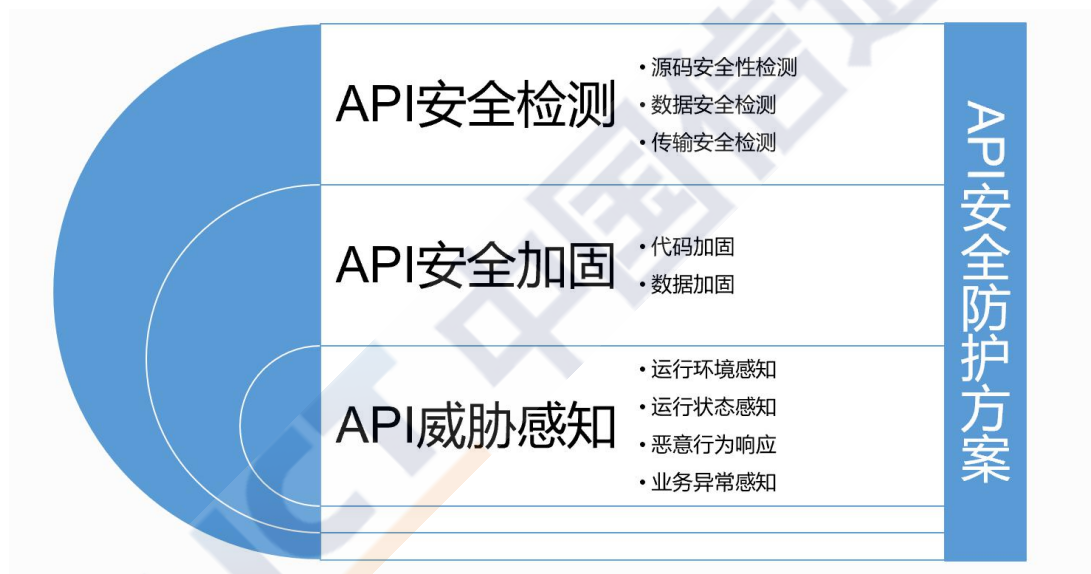 API安全检测
• 源码安全性检测
• 数据安全检测
• 传输安全检测
API安全加固
• 代码加固
• 数据加固
API威胁感知
• 运行环境感知
• 运行状态感知
• 恶意行为响应
• 业务异常感知
API安全防护方案